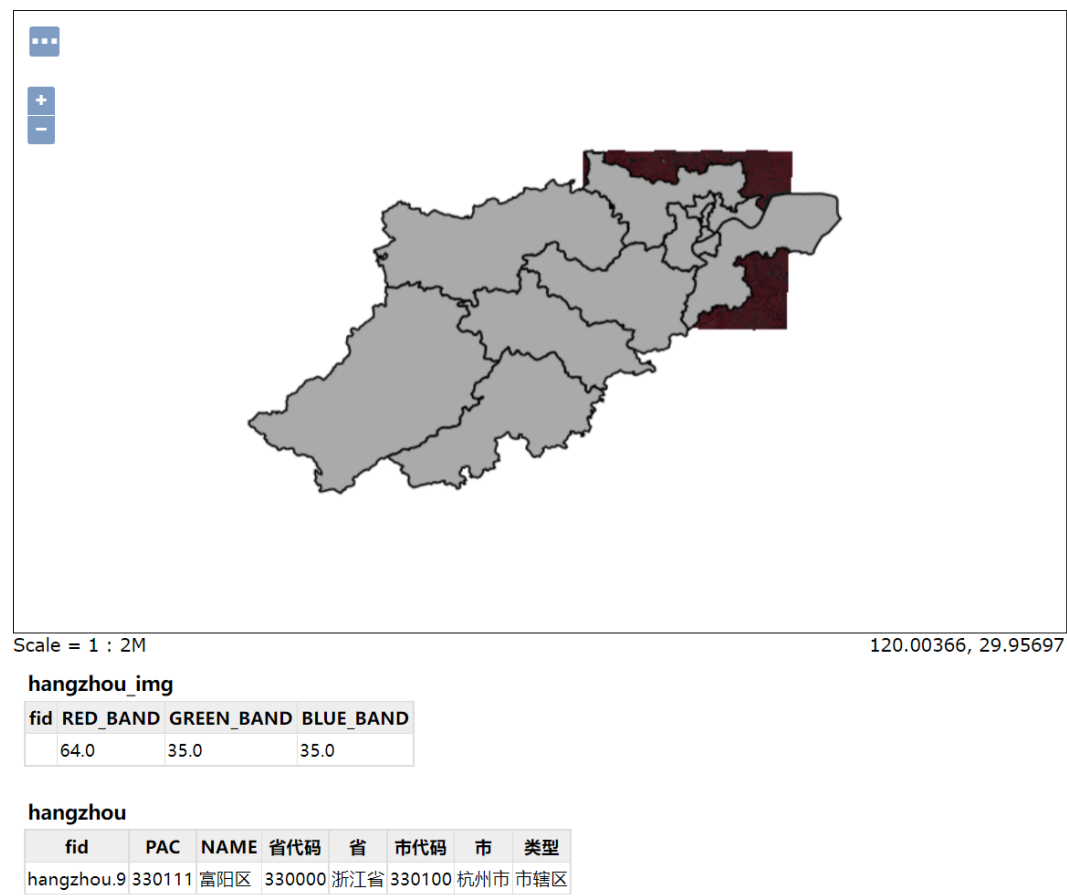 +
−
Scale = 1 : 2M 120.00366, 29.95697
hangzhou_img
fid RED_BAND GREEN_BAND BLUE_BAND
64.0 35.0 35.0
hangzhou
fid PAC NAME 省代码 省 市代码 市 类型
hangzhou.9 330111 富阳区 330000 浙江省 330100 杭州市 市辖区